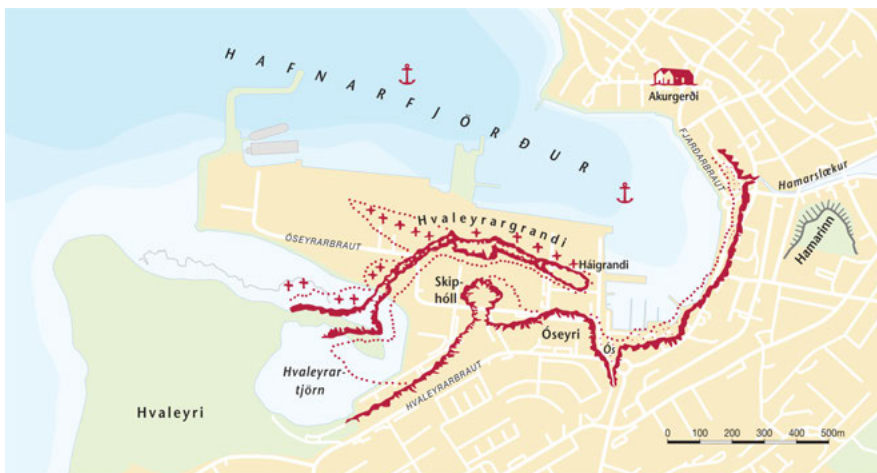 HAFNARFJÖRÐUR
Akurgerði
FJARÐARBRAUT
Hamarslækur
Hvaleyrargrandi
Hamarinn
ÓSEYRARBRAUT
Háigrandi
Skip-
hóll
Óseyri
Ós
Hvaleyrar-
tjörn
HVALEYRARBRAUT
Hvaleyri
0 100 200 300 400 500m